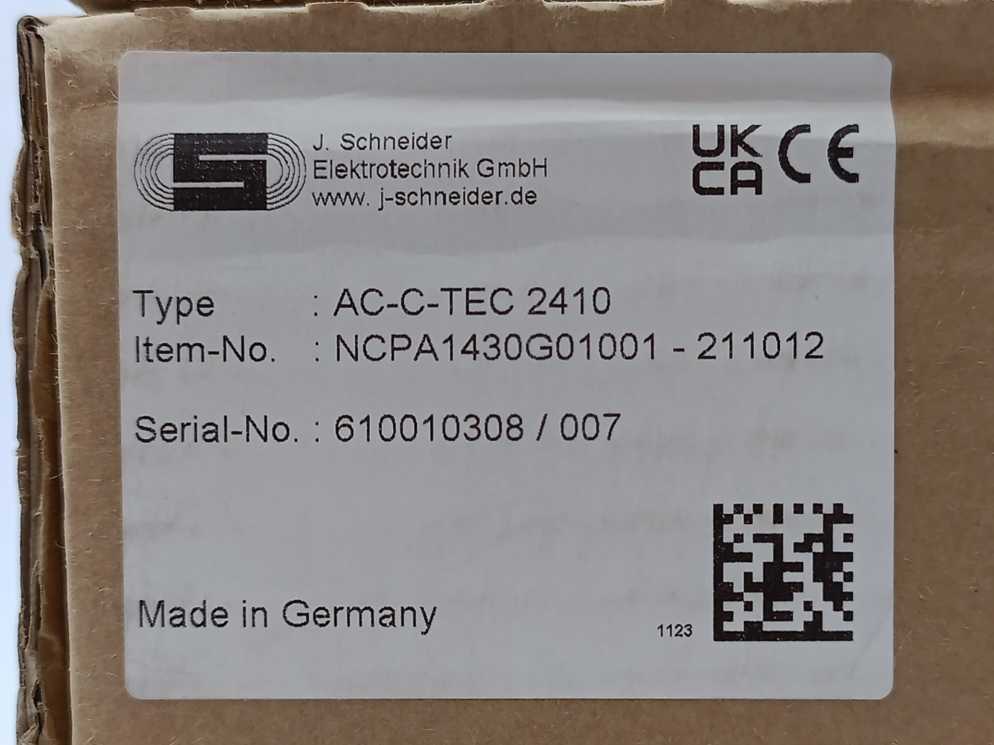 J. Schneider
Elektrotechnik GmbH
www. j-schneider.de
UK
CA
CE
Type : AC-C-TEC 2410
Item-No. : NCPA1430G01001 - 211012
Serial-No. : 610010308 / 007
Made in Germany
1123